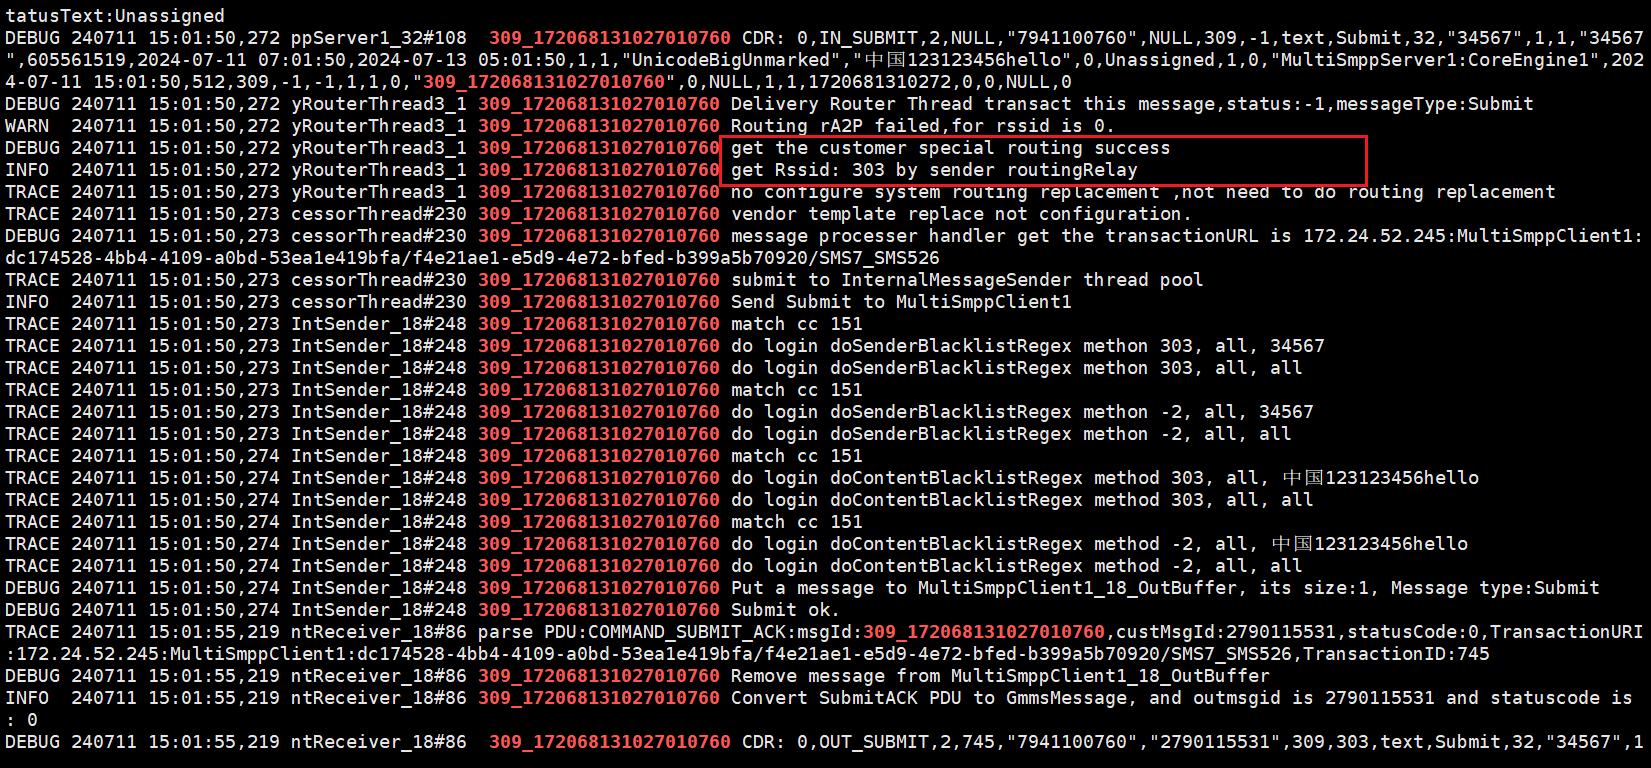 tatusText:Unassigned
DEBUG 240711 15:01:50,272 ppServer1_32#108  309_172068131027010760 CDR: 0,IN_SUBMIT,2,NULL,"7941100760",NULL,309,-1,text,Submit,32,"34567",1,1,"34567
",605561519,2024-07-11 07:01:50,2024-07-13 05:01:50,1,1,"UnicodeBigUnmarked","中国123123456hello",0,Unassigned,1,0,"MultiSmppServer1:CoreEngine1",202
4-07-11 15:01:50,512,309,-1,-1,1,1,0,"309_172068131027010760",0,NULL,1,1,1720681310272,0,0,NULL,0
DEBUG 240711 15:01:50,272 yRouterThread3_1 309_172068131027010760 Delivery Router Thread transact this message,status:-1,messageType:Submit
WARN  240711 15:01:50,272 yRouterThread3_1 309_172068131027010760 Routing rA2P failed,for rssid is 0.
DEBUG 240711 15:01:50,272 yRouterThread3_1 309_172068131027010760 get the customer special routing success
INFO  240711 15:01:50,272 yRouterThread3_1 309_172068131027010760 get Rssid: 303 by sender routingRelay
TRACE 240711 15:01:50,272 yRouterThread3_1 309_172068131027010760 no configure system routing replacement ,not need to do routing replacement
TRACE 240711 15:01:50,273 cessorThread#230 309_172068131027010760 vendor template replace not configuration.
DEBUG 240711 15:01:50,273 cessorThread#230 309_172068131027010760 message processer handler get the transactionURL is 172.24.52.245:MultiSmppClient1:
dc174528-4bb4-4109-a0bd-53ea1e419bfa/f4e21ae1-e5d9-4e72-bfed-b399a5b70920/SMS7_SMS526
TRACE 240711 15:01:50,273 cessorThread#230 309_172068131027010760 submit to InternalMessageSender thread pool
INFO  240711 15:01:50,273 cessorThread#230 309_172068131027010760 Send Submit to MultiSmppClient1
TRACE 240711 15:01:50,273 IntSender_18#248 309_172068131027010760 match cc 151
TRACE 240711 15:01:50,273 IntSender_18#248 309_172068131027010760 do login doSenderBlacklistRegex methon 303, all, 34567
TRACE 240711 15:01:50,273 IntSender_18#248 309_172068131027010760 do login doSenderBlacklistRegex methon 303, all, all
TRACE 240711 15:01:50,273 IntSender_18#248 309_172068131027010760 match cc 151
TRACE 240711 15:01:50,273 IntSender_18#248 309_172068131027010760 do login doSenderBlacklistRegex methon -2, all, 34567
TRACE 240711 15:01:50,273 IntSender_18#248 309_172068131027010760 do login doSenderBlacklistRegex methon -2, all, all
TRACE 240711 15:01:50,274 IntSender_18#248 309_172068131027010760 match cc 151
TRACE 240711 15:01:50,274 IntSender_18#248 309_172068131027010760 do login doContentBlacklistRegex method 303, all, 中国123123456hello
TRACE 240711 15:01:50,274 IntSender_18#248 309_172068131027010760 do login doContentBlacklistRegex method 303, all, all
TRACE 240711 15:01:50,274 IntSender_18#248 309_172068131027010760 match cc 151
TRACE 240711 15:01:50,274 IntSender_18#248 309_172068131027010760 do login doContentBlacklistRegex method -2, all, 中国123123456hello
TRACE 240711 15:01:50,274 IntSender_18#248 309_172068131027010760 do login doContentBlacklistRegex method -2, all, all
DEBUG 240711 15:01:50,274 IntSender_18#248 309_172068131027010760 Put a message to MultiSmppClient1_18_OutBuffer, its size:1, Message type:Submit
DEBUG 240711 15:01:50,274 IntSender_18#248 309_172068131027010760 Submit ok.
TRACE 240711 15:01:55,219 ntReceiver_18#86 parse PDU:COMMAND_SUBMIT_ACK:msgId:309_172068131027010760,custMsgId:2790115531,statusCode:0,TransactionURI
:172.24.52.245:MultiSmppClient1:dc174528-4bb4-4109-a0bd-53ea1e419bfa/f4e21ae1-e5d9-4e72-bfed-b399a5b70920/SMS7_SMS526,TransactionID:745
DEBUG 240711 15:01:55,219 ntReceiver_18#86 309_172068131027010760 Remove message from MultiSmppClient1_18_OutBuffer
INFO  240711 15:01:55,219 ntReceiver_18#86 309_172068131027010760 Convert SubmitACK PDU to GmmsMessage, and outmsgid is 2790115531 and statuscode is
: 0
DEBUG 240711 15:01:55,219 ntReceiver_18#86  309_172068131027010760 CDR: 0,OUT_SUBMIT,2,745,"7941100760","2790115531",309,303,text,Submit,32,"34567",1